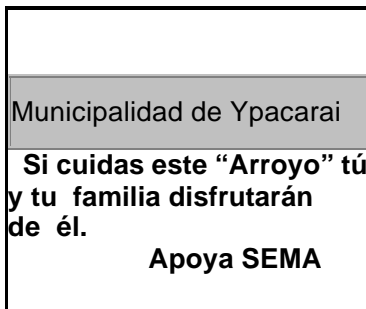 Municipalidad de Ypacarai
Si cuidas este “Arroyo” tú
y tu familia disfrutarán
de él.
Apoya SEMA